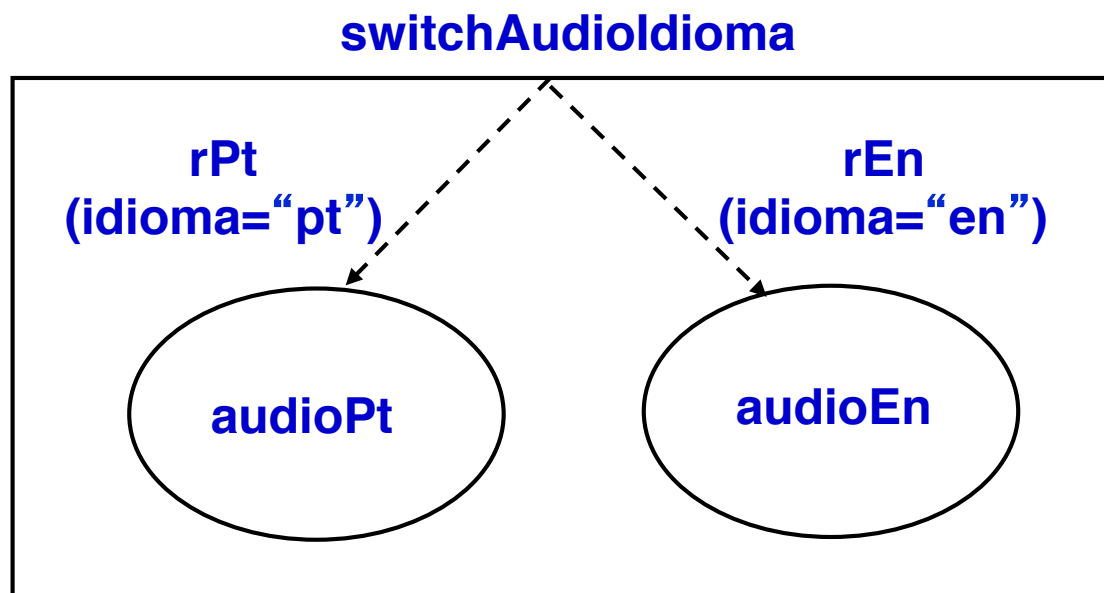 switchAudioIdioma
rPt
(idioma=“pt”)
rEn
(idioma=“en”)
audioPt
audioEn